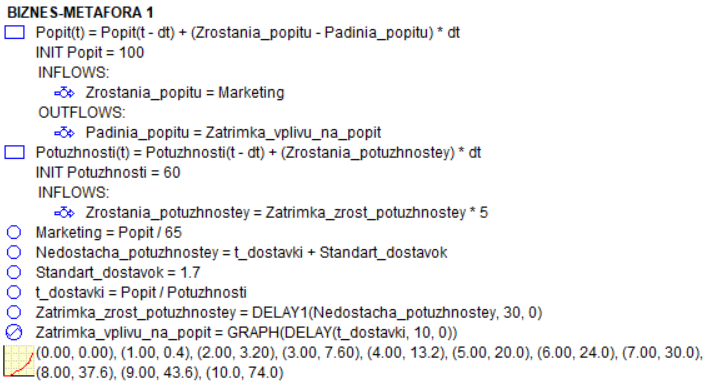 BIZNES-METAFORA 1
Popit(t) = Popit(t - dt) + (Zrostania_popitu - Padinia_popitu) * dt
INIT Popit = 100
INFLOWS:
Zrostania_popitu = Marketing
OUTFLOWS:
Padinia_popitu = Zatrimka_vplivu_na_popit
Potuzhnosti(t) = Potuzhnosti(t - dt) + (Zrostania_potuzhnostey) * dt
INIT Potuzhnosti = 60
INFLOWS:
Zrostania_potuzhnostey = Zatrimka_zrost_potuzhnostey * 5
Marketing = Popit / 65
Nedostacha_potuzhnostey = t_dostavki + Standart_dostavok
Standart_dostavok = 1.7
t_dostavki = Popit / Potuzhnosti
Zatrimka_zrost_potuzhnostey = DELAY1(Nedostacha_potuzhnostey, 30, 0)
Zatrimka_vplivu_na_popit = GRAPH(DELAY(t_dostavki, 10, 0))
(0.00, 0.00), (1.00, 0.4), (2.00, 3.20), (3.00, 7.60), (4.00, 13.2), (5.00, 20.0), (6.00, 24.0), (7.00, 30.0),
(8.00, 37.6), (9.00, 43.6), (10.0, 74.0)